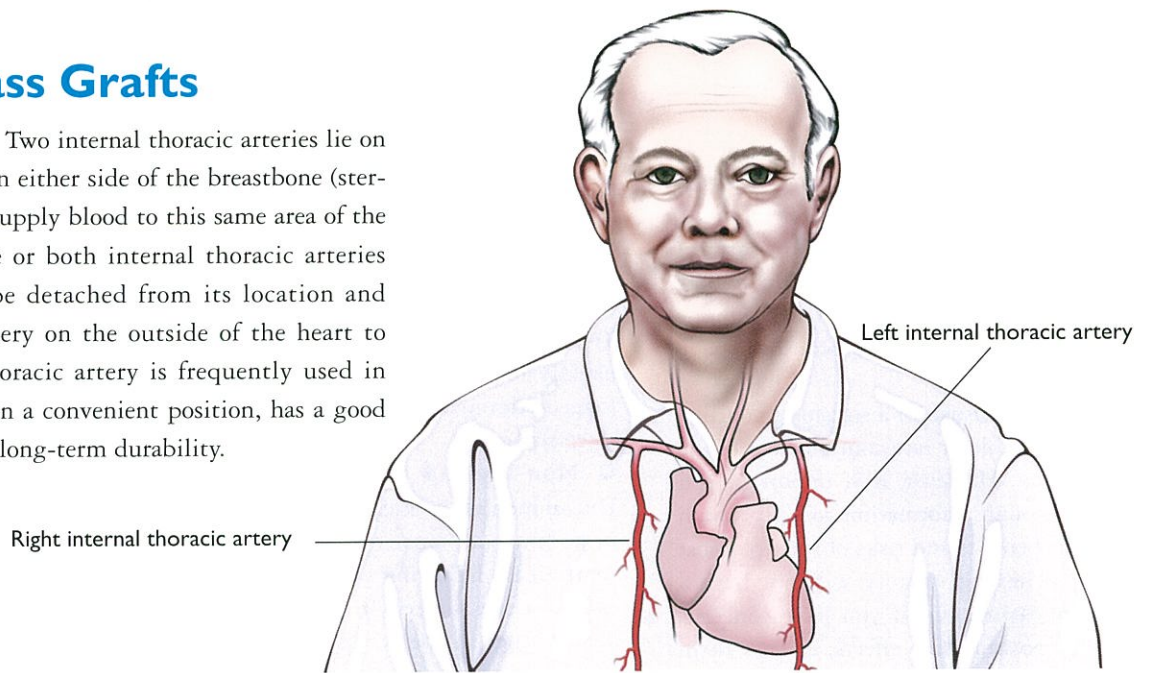 ass Grafts
Two internal thoracic arteries lie on
n either side of the breastbone (ster-
upply blood to this same area of the
e or both internal thoracic arteries
be detached from its location and
ery on the outside of the heart to
oracic artery is frequently used in
n a convenient position, has a good
long-term durability.
Left internal thoracic artery
Right internal thoracic artery